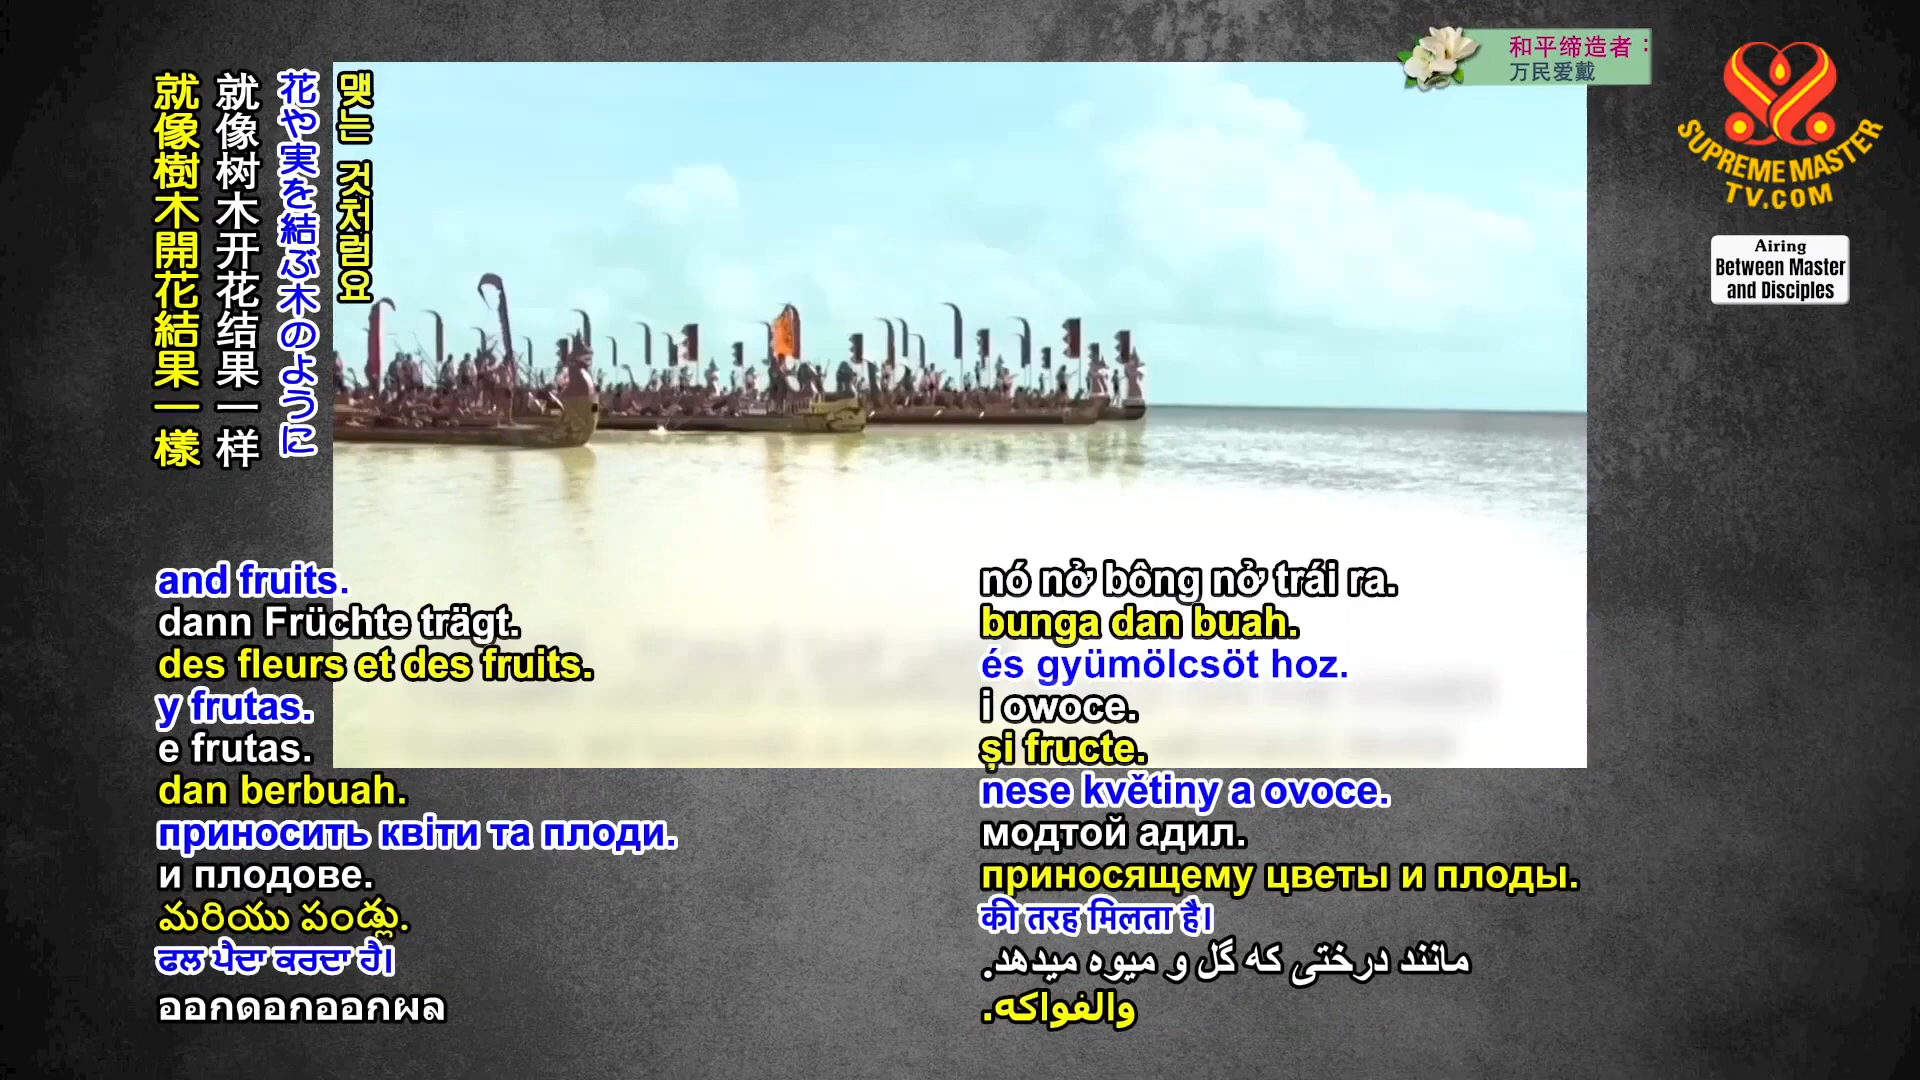 就像樹木開花結果一樣
就像树木开花结果一样
花や実を結ぶ木のように
맺는 것처럼요
和平缔造者：
万民爱戴
SUPREME MASTER
TV.COM
Airing
Between Master
and Disciples
and fruits.
dann Früchte trägt.
des fleurs et des fruits.
y frutas.
e frutas.
dan berbuah.
приносить квіти та плоди.
и плодове.
మరియు పండ్లు.
ਫਲ ਪੈਦਾ ਕਰਦਾ ਹੈ।
ออกดอกออกผล
nó nở bông nở trái ra.
bunga dan buah.
és gyümölcsöt hoz.
i owoce.
și fructe.
nese květiny a ovoce.
модтой адил.
приносящему цветы и плоды.
की तरह मिलता है।
مانند درختی که گل و میوه میدهد.
والفواكه.